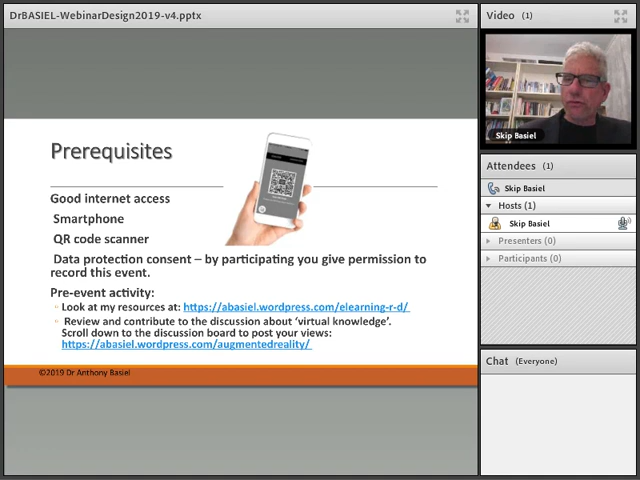 DrBASIEL-WebinarDesign2019-v4.pptx
Prerequisites
Good internet access
Smartphone
QR code scanner
Data protection consent – by participating you give permission to
record this event.
Pre-event activity:
Look at my resources at: https://abasiel.wordpress.com/elearning-r-d/
Review and contribute to the discussion about ‘virtual knowledge’.
Scroll down to the discussion board to post your views:
https://abasiel.wordpress.com/augmentedreality/
©2019 Dr Anthony Basiel
Video (1)
Skip Basiel
Attendees (1)
Skip Basiel
Hosts (1)
Skip Basiel
Presenters (0)
Participants (0)
Chat (Everyone)